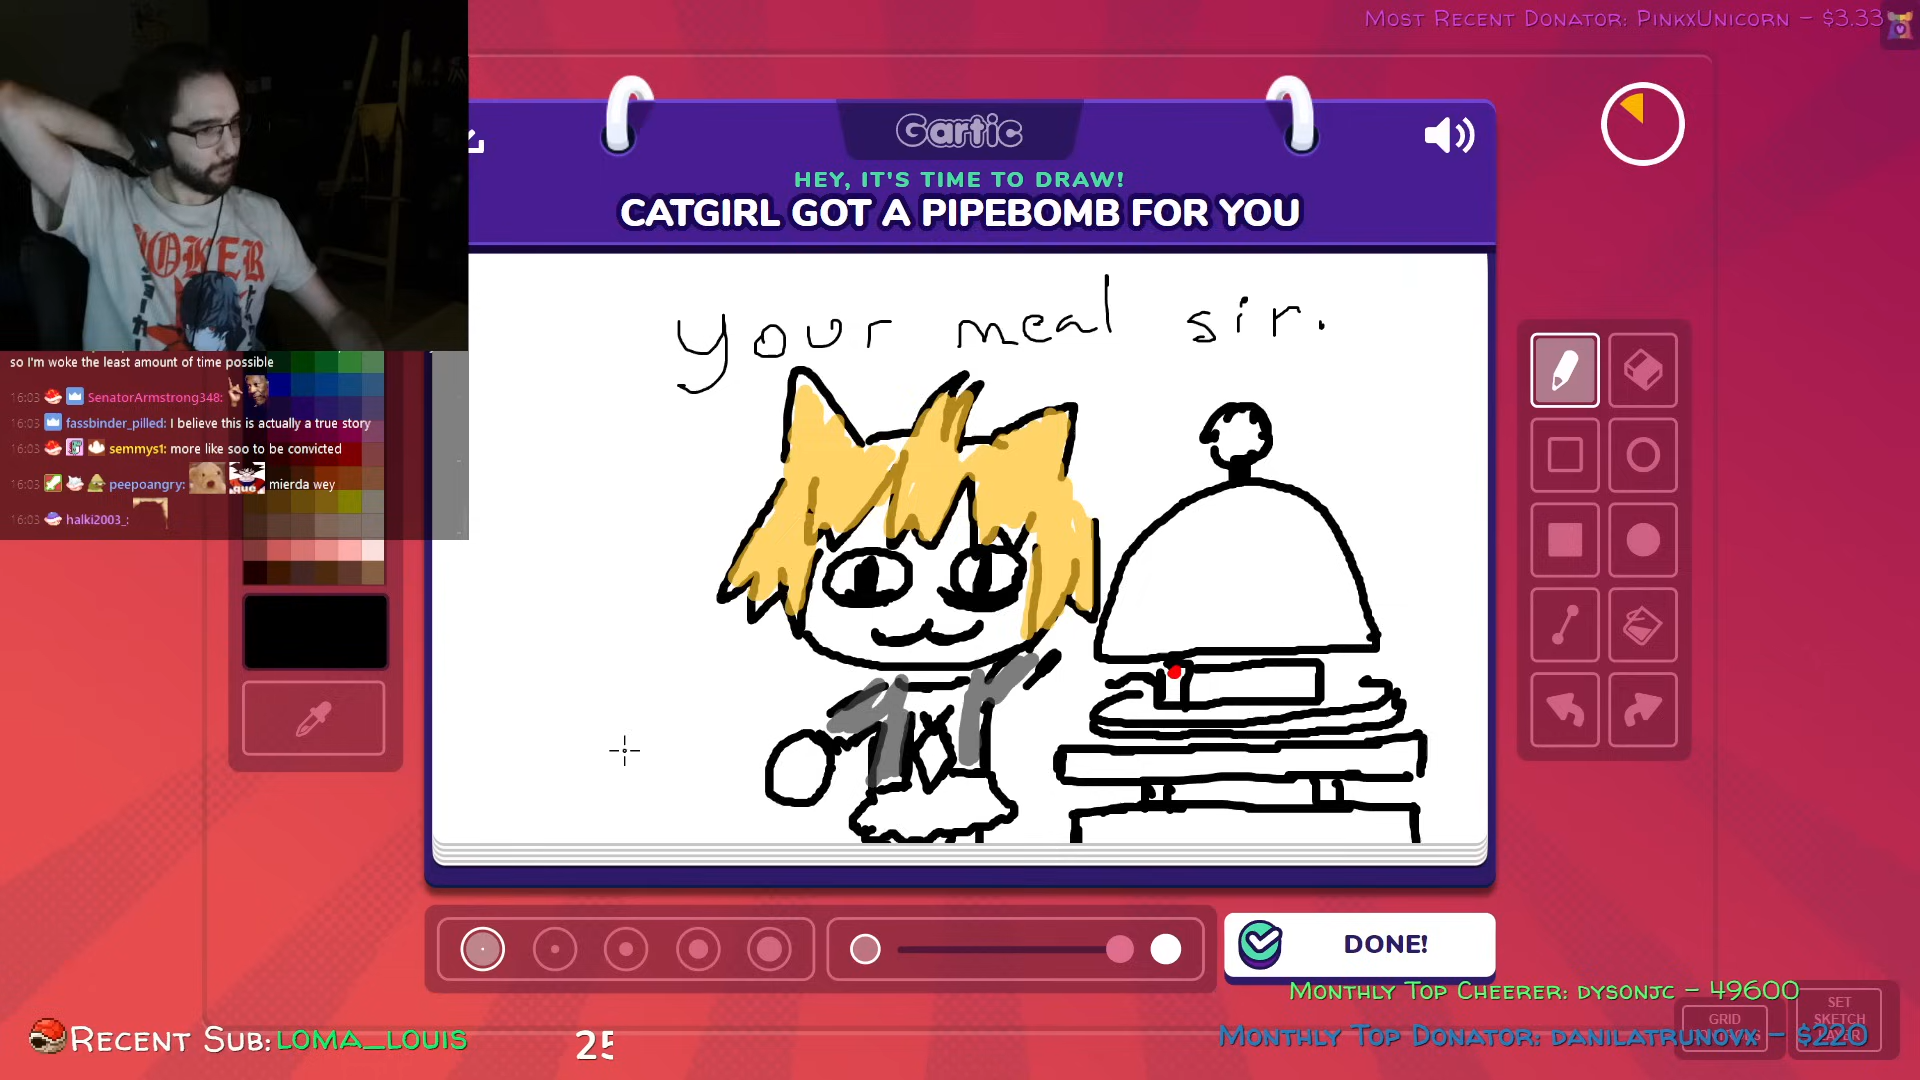 MOST RECENT DONATOR: PINKXUNICORN - $3.33
Gartic
HEY, IT'S TIME TO DRAW!
CATGIRL GOT A PIPEBOMB FOR YOU
your meal sir.
JOKER
so I'm woke the least amount of time possible
16:03 SenatorArmstrong348:
16:03 fassbinder_pilled: I believe this is actually a true story
16:03 semmys1: more like soo to be convicted
16:03 peepoangry: que mierda wey
16:03 halki2003_:
DONE!
MONTHLY TOP CHEERER: DYSONJC - 49600
MONTHLY TOP DONATOR: DANILATRUNOVX - $220
GRID
SET
SKETCH
RECENT SUB: LOMA_LOUIS
25